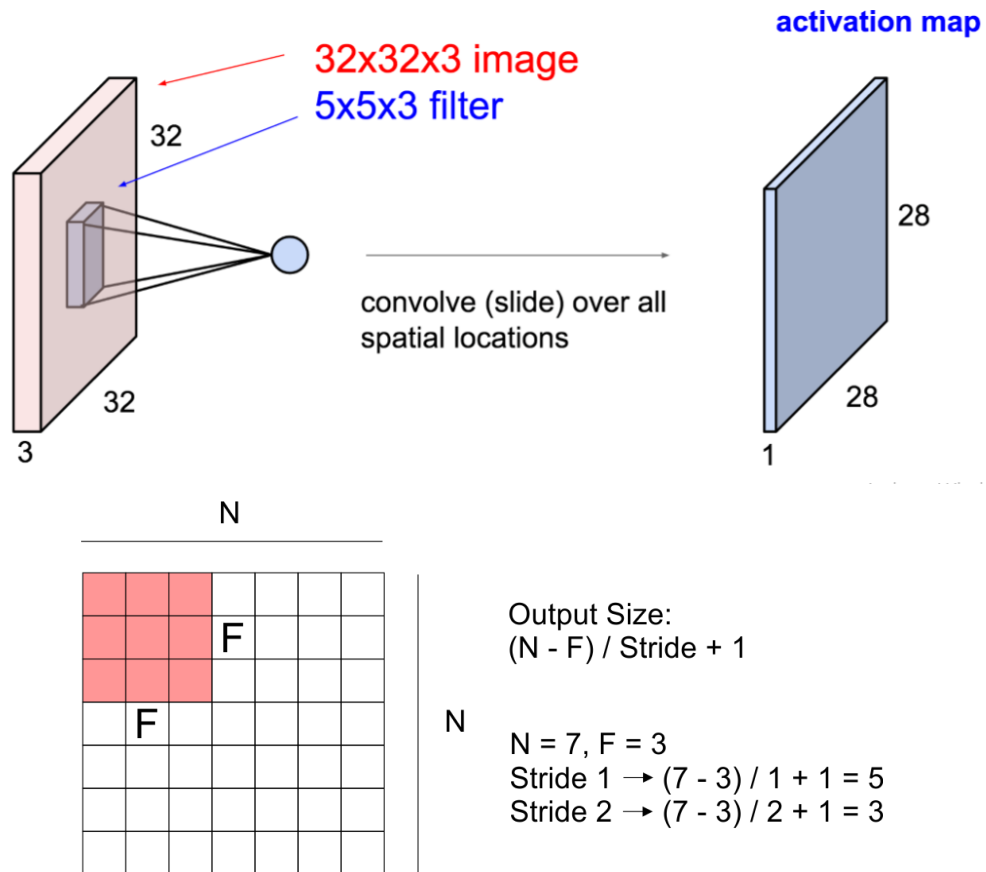 activation map
32x32x3 image
5x5x3 filter
32
28
convolve (slide) over all
spatial locations
32
28
3
1
N
F
F
N
Output Size:
(N - F) / Stride + 1
N = 7, F = 3
Stride 1 → (7 - 3) / 1 + 1 = 5
Stride 2 → (7 - 3) / 2 + 1 = 3